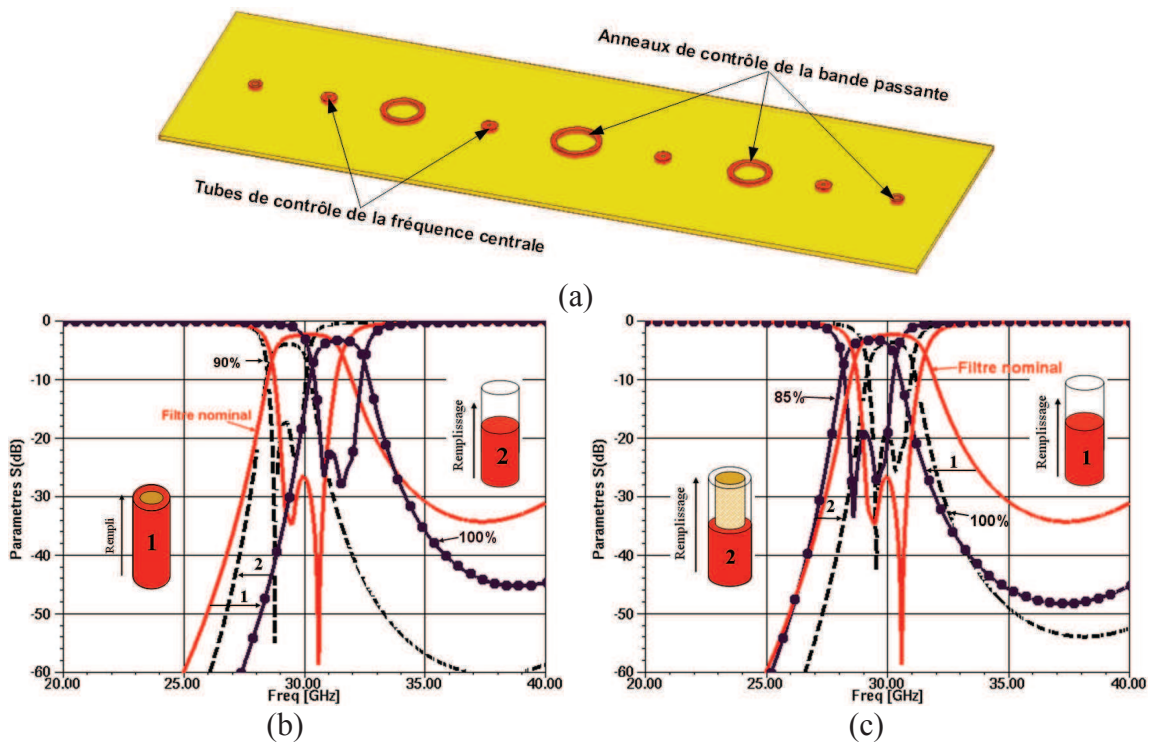 Anneaux de contrôle de la bande passante
Tubes de contrôle de la fréquence centrale
(a)
0
-10
-20
-30
-40
-50
-60
Parametres S(dB)
20.00
25.00
30.00
35.00
40.00
Freq [GHz]
90%
Filtre nominal
100%
Rempli
1
Remplissage
2
2
1
(b)
0
-10
-20
-30
-40
-50
-60
Parametres S(dB)
20.00
25.00
30.00
35.00
40.00
Freq [GHz]
85%
Filtre nominal
100%
Remplissage
2
Remplissage
1
1
2
(c)